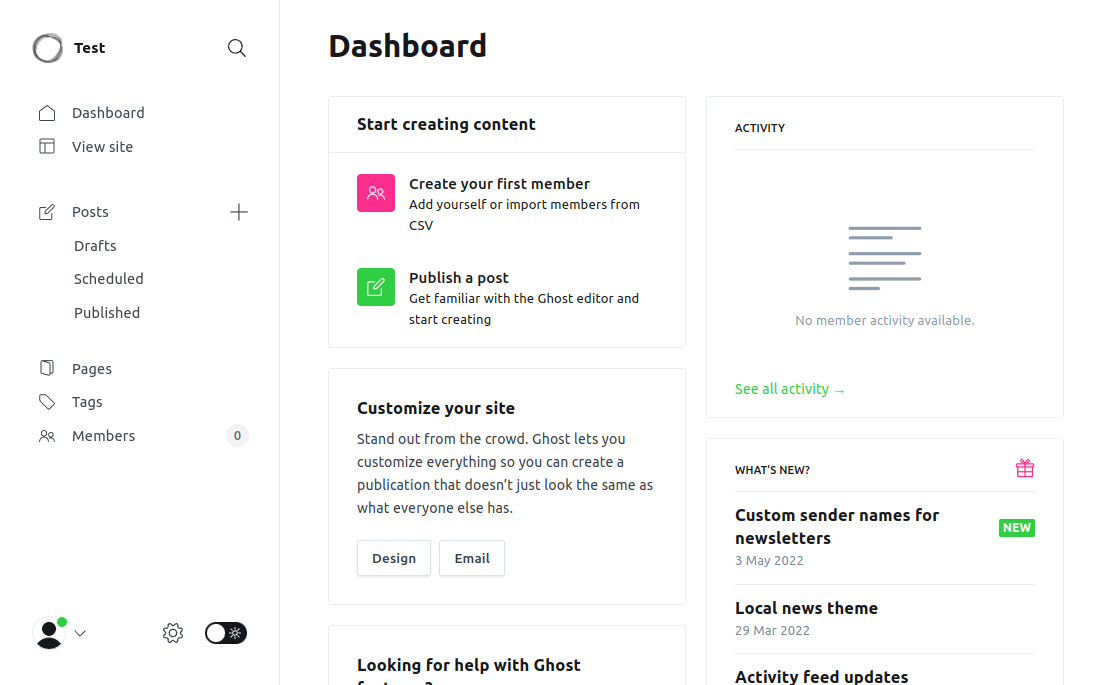 Test
Dashboard
View site
Posts
Drafts
Scheduled
Published
Pages
Tags
Members 0
Dashboard
Start creating content
Create your first member
Add yourself or import members from
CSV
Publish a post
Get familiar with the Ghost editor and
start creating
Customize your site
Stand out from the crowd. Ghost lets you
customize everything so you can create a
publication that doesn’t just look the same as
what everyone else has.
Design Email
Looking for help with Ghost
ACTIVITY
No member activity available.
See all activity →
WHAT'S NEW?
Custom sender names for
newsletters
NEW
3 May 2022
Local news theme
29 Mar 2022
Activity feed updates